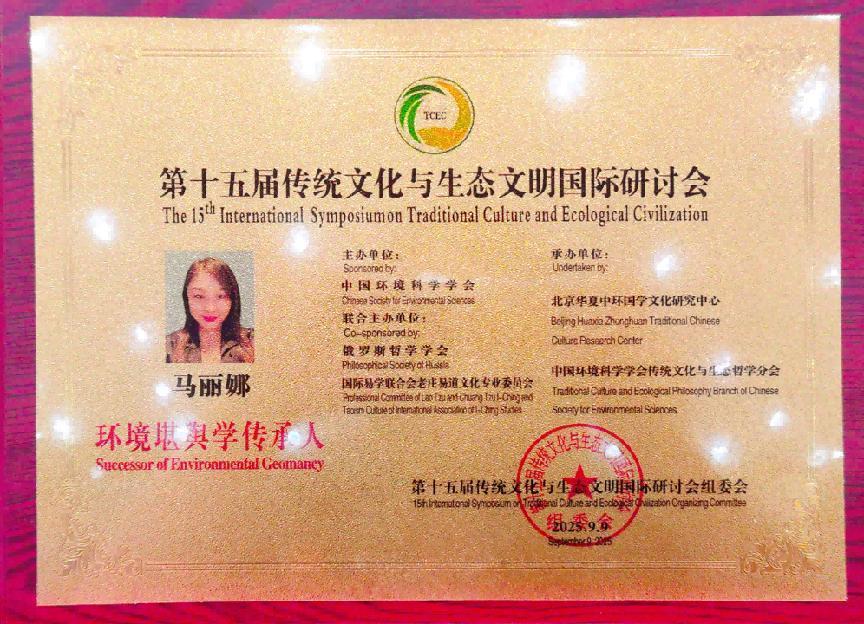 TCEC
第十五届传统文化与生态文明国际研讨会
The 15th International Symposiumon Traditional Culture and Ecological Civilization
主办单位：
Sponsored by:
中国环境科学学会
Chinese Society for Environmental Sciences
联合主办单位：
Co-sponsored by:
俄罗斯哲学学会
Philosophical Society of Russia
国际易学联合会老庄易道文化专业委员会
Professional Committee of Lao Tzu and Chuang Tzu I-Ching and
Taoism Culture of International Association of I-Ching Studies
承办单位：
Undertaken by:
北京华夏中环国学文化研究中心
Beijing Huaxia Zhonghuan Traditional Chinese
Culture Research Center
中国环境科学学会传统文化与生态哲学分会
Traditional Culture and Ecological Philosophy Branch of Chinese
Society for Environmental Sciences
马丽娜
环境堪舆学传承人
Successor of Environmental Geomancy
第十五届传统文化与生态文明国际研讨会组委会
15th International Symposium on Traditional Culture and Ecological Civilization Organizing Committee
组委会
2025.9.9
September 9, 2025